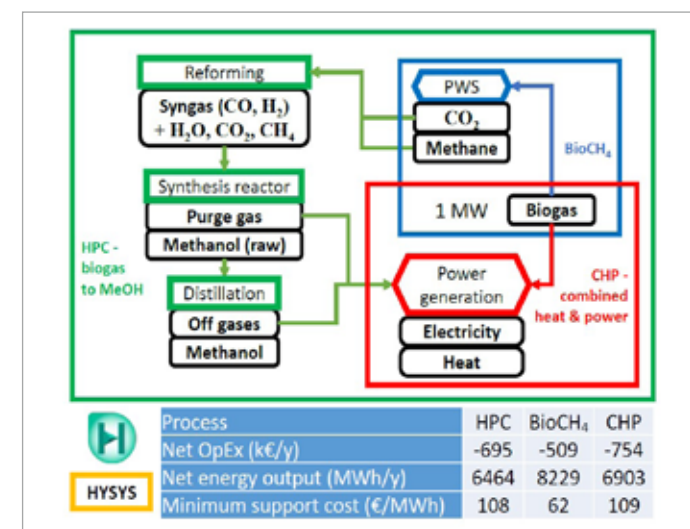 Reforming
Syngas (CO, H₂)
+ H₂O, CO₂, CH₄
Synthesis reactor
Purge gas
Methanol (raw)
Distillation
Off gases
Methanol
HPC -
biogas
to MeOH
PWS
CO₂
Methane
BioCH₄
1 MW
Biogas
Power
generation
Electricity
Heat
CHP -
combined
heat & power
HYSYS
Process HPC BioCH₄ CHP
Net OpEx (k€/y) -695 -509 -754
Net energy output (MWh/y) 6464 8229 6903
Minimum support cost (€/MWh) 108 62 109